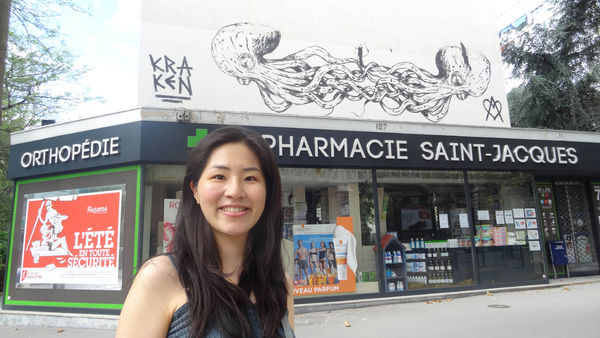 KRA
KEN
127
ORTHOPÉDIE
PHARMACIE SAINT-JACQUES
L'ÉTÉ
EN TOUTE
SÉCURITÉ
NOUVEAU PARFUM